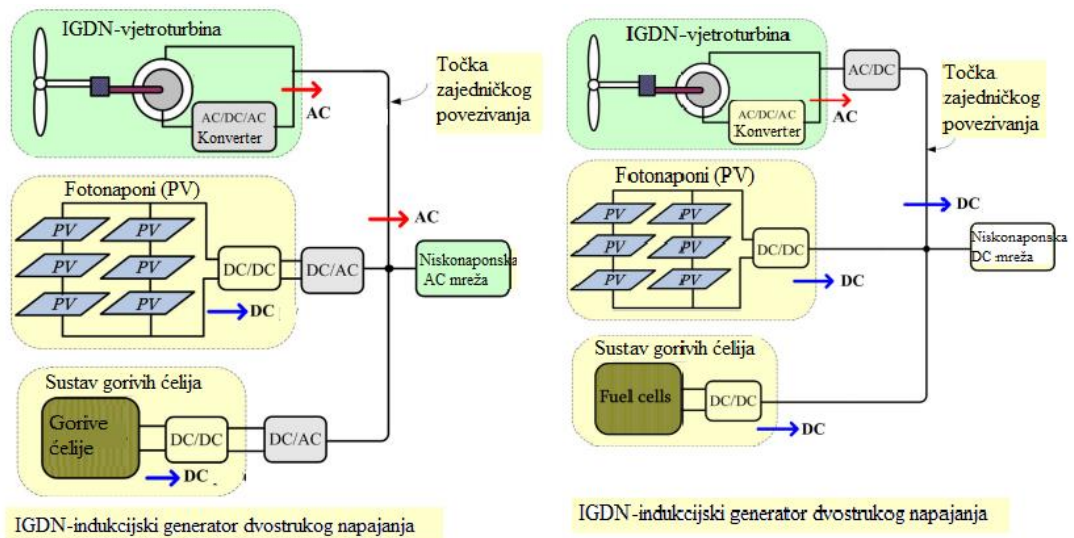 IGDN-vjetroturbina
AC/DC/AC
Konverter
AC
Točka
zajedničkog
povezivanja
Fotonaponi (PV)
PV
PV
PV
PV
PV
PV
DC/DC
DC
DC/AC
AC
Niskonaponska
AC mreža
Sustav gorivih ćelija
Gorive
ćelije
DC/DC
DC
DC/AC
IGDN-indukcijski generator dvostrukog napajanja
IGDN-vjetroturbina
AC/DC/AC
Konverter
AC
AC/DC
Točka
zajedničkog
povezivanja
Fotonaponi (PV)
PV
PV
PV
PV
PV
PV
DC/DC
DC
DC
Niskonaponska
DC mreža
Sustav gorivih ćelija
Fuel cells
DC/DC
DC
IGDN-indukcijski generator dvostrukog napajanja